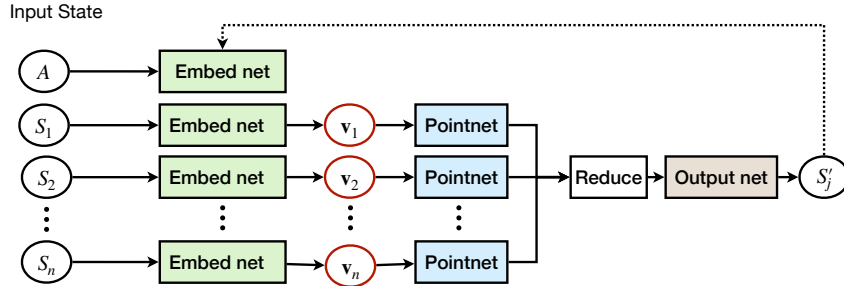 Input State
A Embed net
S₁ Embed net v₁ Pointnet
S₂ Embed net v₂ Pointnet Reduce Output net S′ⱼ
Sₙ Embed net vₙ Pointnet